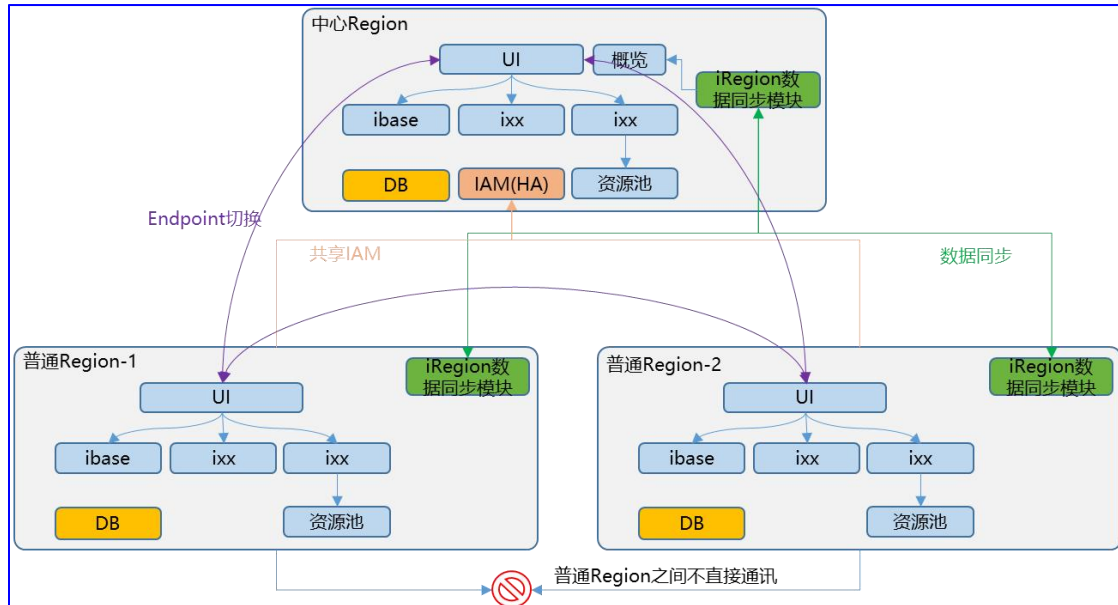 中心Region
UI
概览
iRegion数
据同步模块
ibase
ixx
ixx
DB
IAM(HA)
资源池
Endpoint切换
共享IAM
数据同步
普通Region-1
iRegion数
据同步模块
UI
ibase
ixx
ixx
DB
资源池
普通Region-2
iRegion数
据同步模块
UI
ibase
ixx
ixx
DB
资源池
普通Region之间不直接通讯